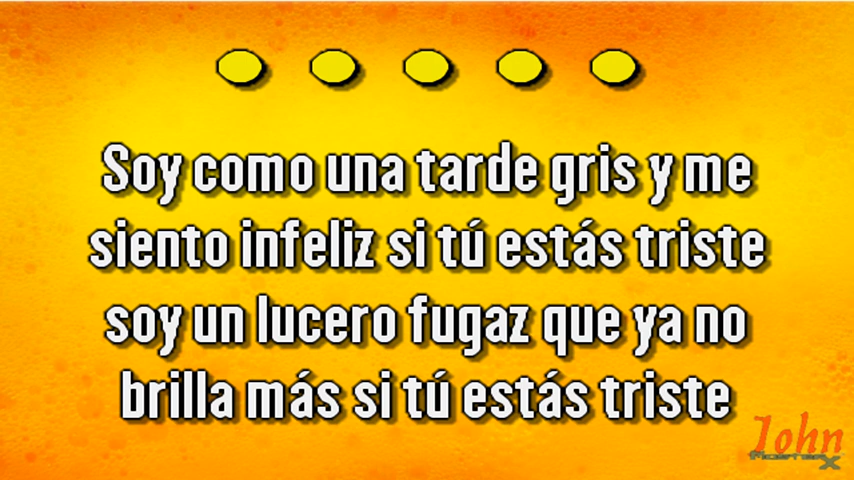 Soy como una tarde gris y me
siento infeliz si tú estás triste
soy un lucero fugaz que ya no
brilla más si tú estás triste
John